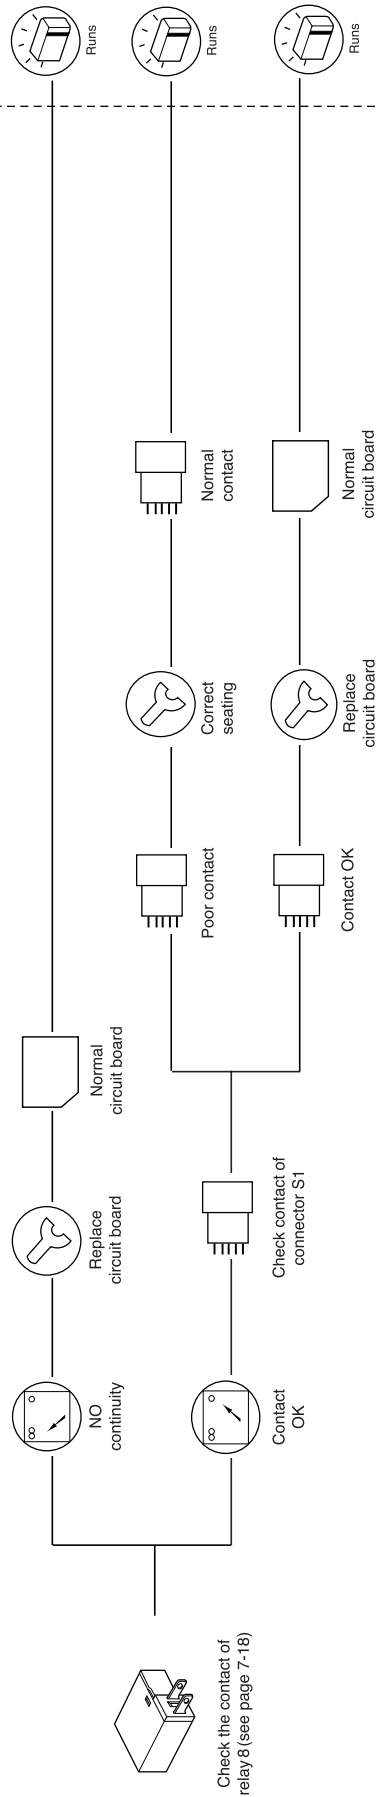 Check the contact of
relay 8 (see page 7-18)
NO
continuity
Replace
circuit board
Normal
circuit board
Runs
Contact
OK
Check contact of
connector S1
Poor contact
Correct
seating
Normal
contact
Runs
Contact OK
Replace
circuit board
Normal
circuit board
Runs